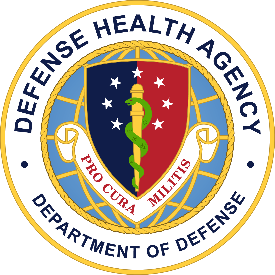 DEFENSE HEALTH AGENCY
PRO CURA MILITIS
DEPARTMENT OF DEFENSE